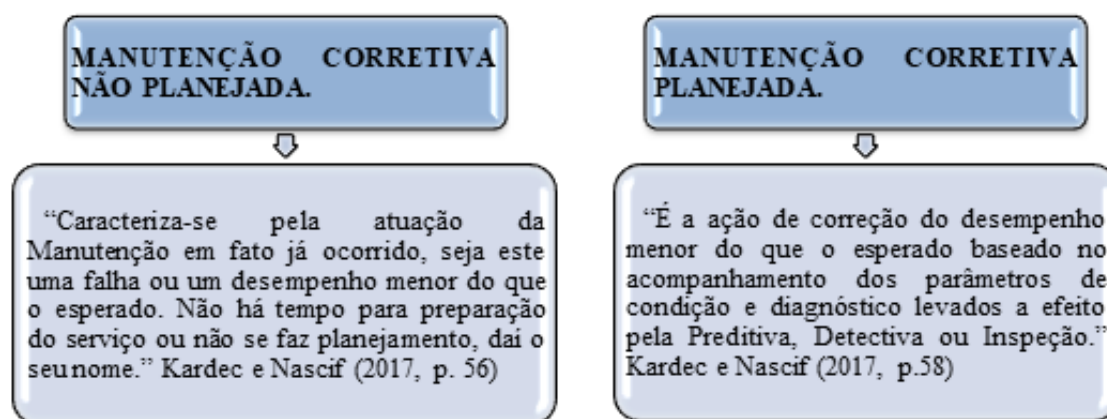 MANUTENÇÃO CORRETIVA
NÃO PLANEJADA.
“Caracteriza-se pela atuação da
Manutenção em fato já ocorrido, seja este
uma falha ou um desempenho menor do que
o esperado. Não há tempo para preparação
do serviço ou não se faz planejamento, daí o
seu nome.” Kardec e Nascif (2017, p. 56)
MANUTENÇÃO CORRETIVA
PLANEJADA.
“É a ação de correção do desempenho
menor do que o esperado baseado no
acompanhamento dos parâmetros de
condição e diagnóstico levados a efeito
pela Preditiva, Detectiva ou Inspeção.”
Kardec e Nascif (2017, p.58)